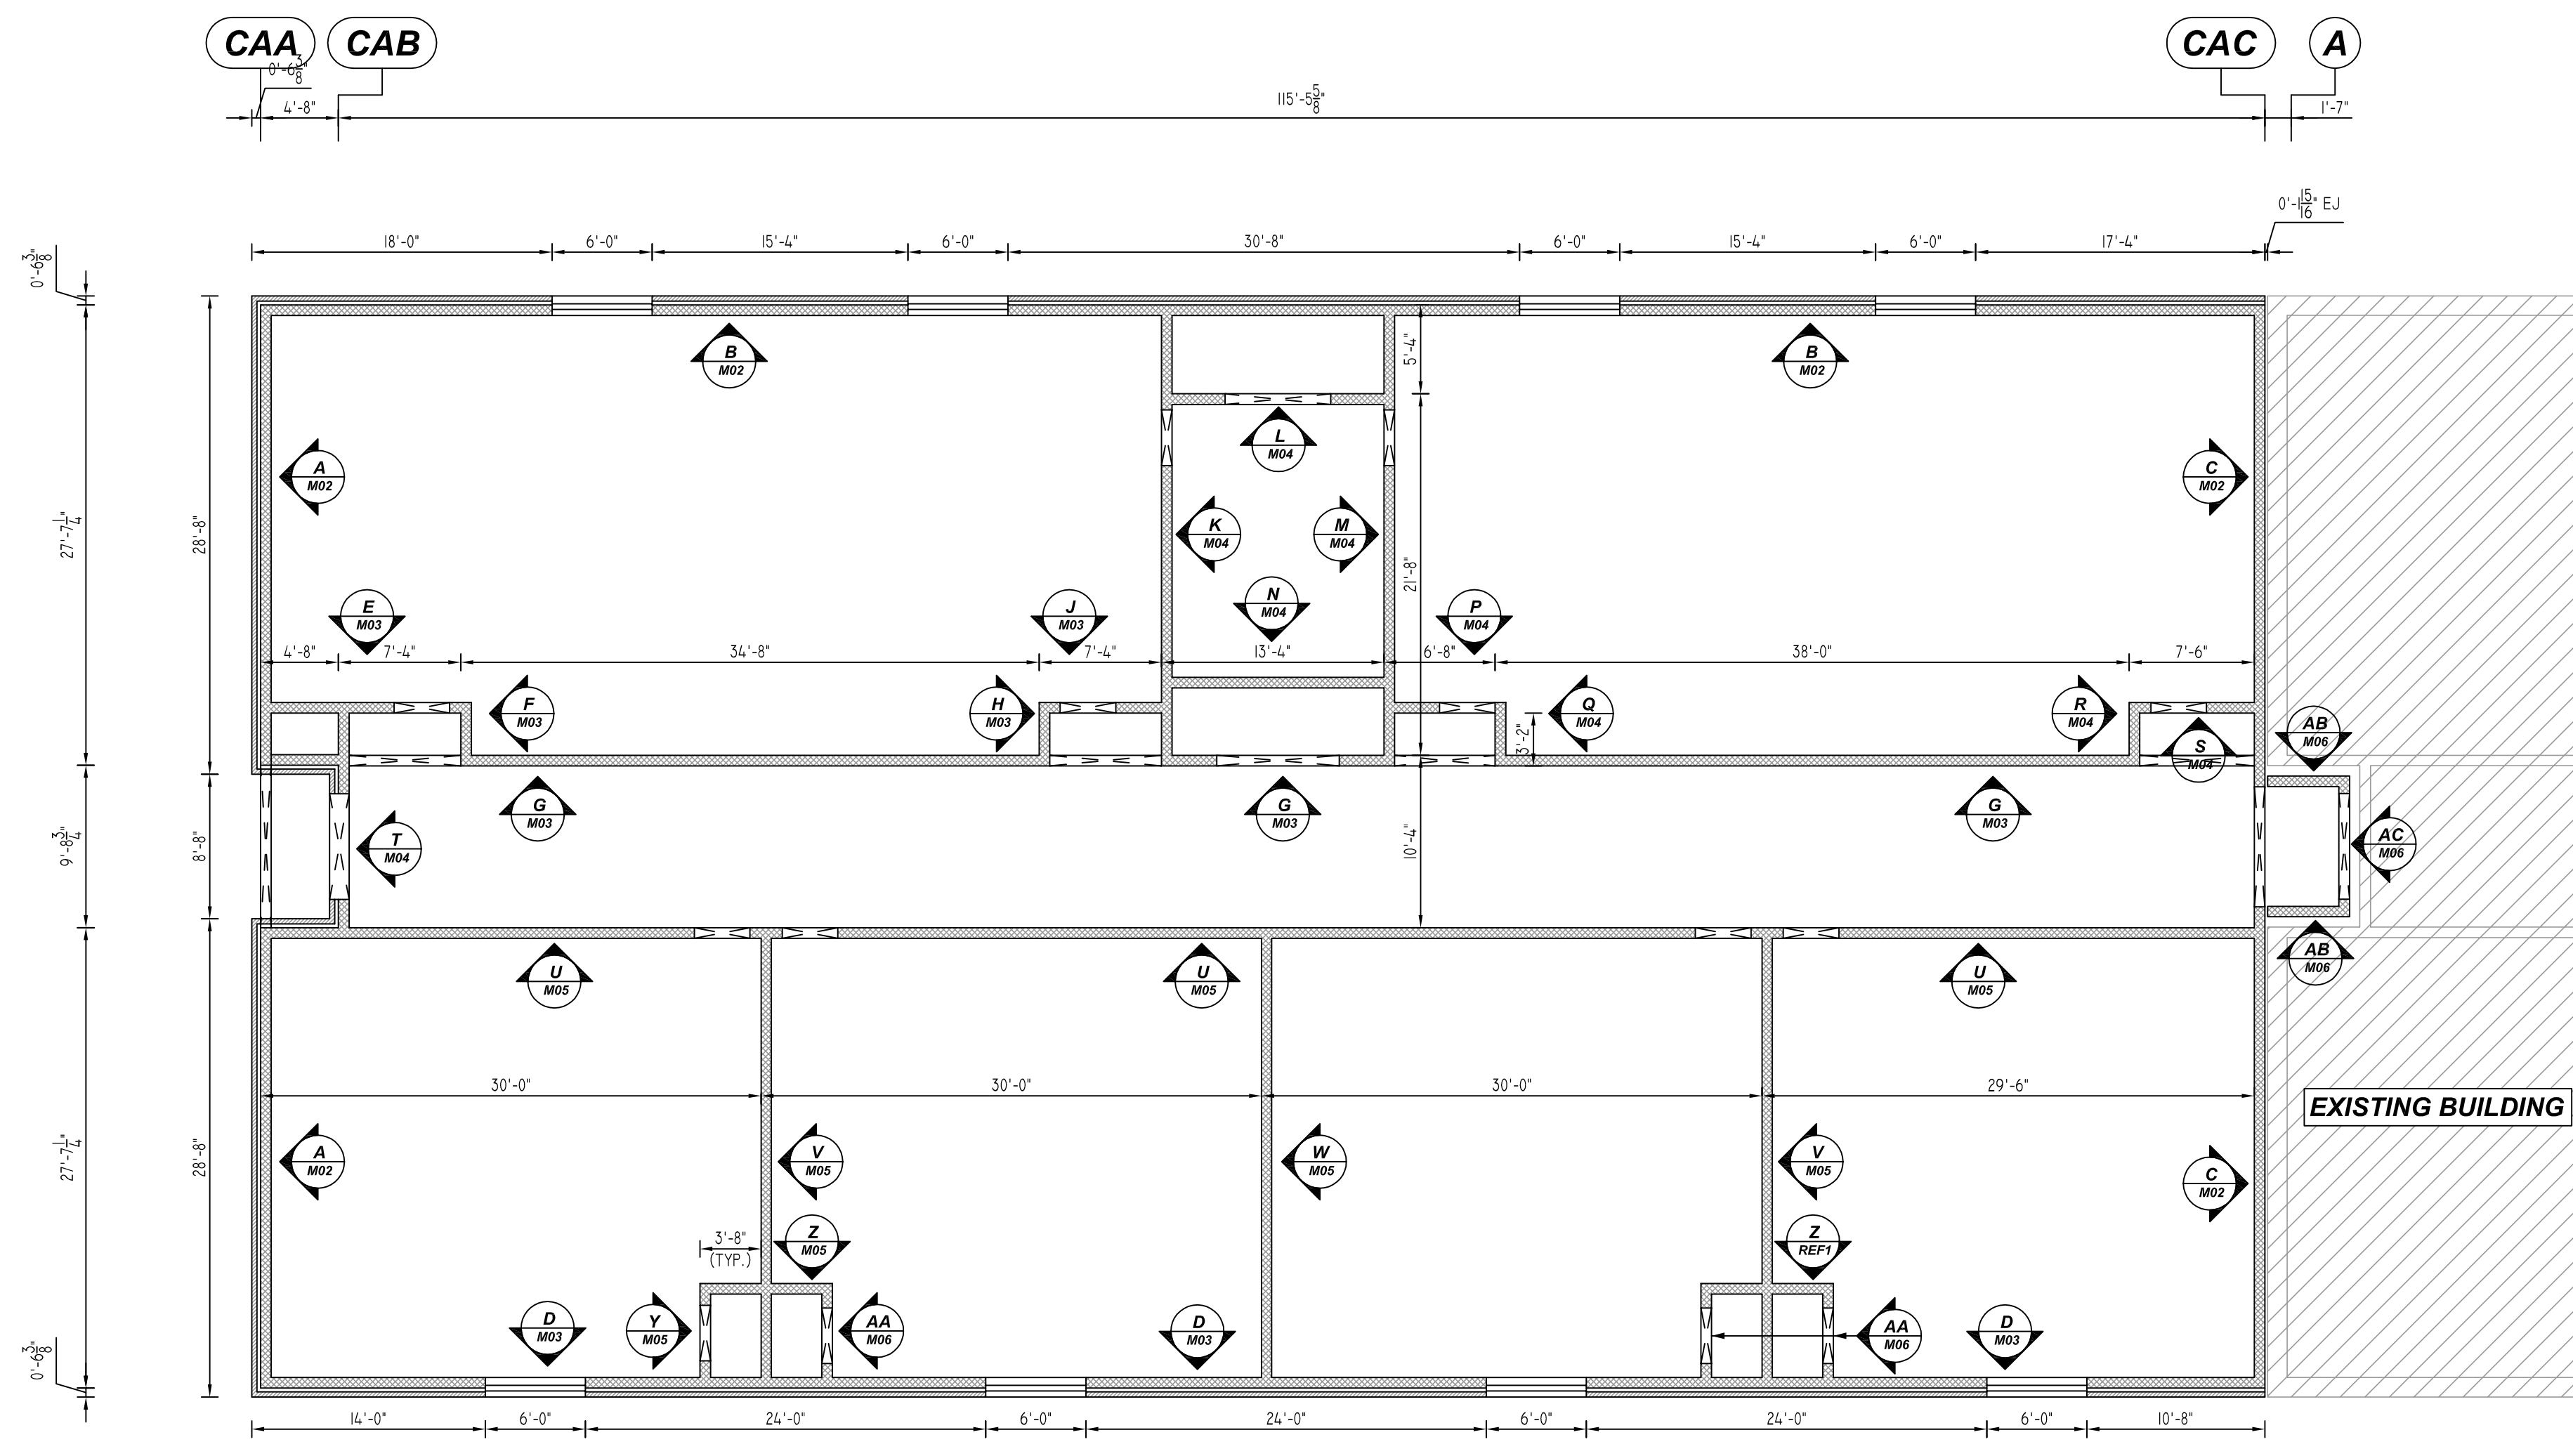 CAA CAB CAC A
0'-6 3/8"
4'-8" 115'-5 5/8" 1'-7"
0'-1 15/16" EJ
18'-0" 6'-0" 15'-4" 6'-0" 30'-8" 6'-0" 15'-4" 6'-0" 17'-4"
0'-6 3/8"
B
M02
B
M02
5'-4"
L
M04
A
M02
C
M02
27'-7 1/4"
28'-8"
K
M04
M
M04
21'-8"
E
M03
J
M03
N
M04
P
M04
4'-8" 7'-4" 34'-8" 7'-4" 13'-4" 6'-8" 38'-0" 7'-6"
F
M03
H
M03
Q
M04
R
M04
3'-2"
S
M04
AB
M06
G
M03
G
M03
G
M03
9'-8 3/4"
8'-8"
T
M04
10'-4"
AC
M06
AB
M06
U
M05
U
M05
U
M05
30'-0" 30'-0" 30'-0" 29'-6"
EXISTING BUILDING
27'-7 1/4"
28'-8"
A
M02
V
M05
W
M05
V
M05
C
M02
3'-8"
(TYP.)
Z
M05
Z
REF1
D
M03
Y
M05
AA
M06
D
M03
AA
M06
D
M03
0'-6 3/8"
14'-0" 6'-0" 24'-0" 6'-0" 24'-0" 6'-0" 24'-0" 6'-0" 10'-8"